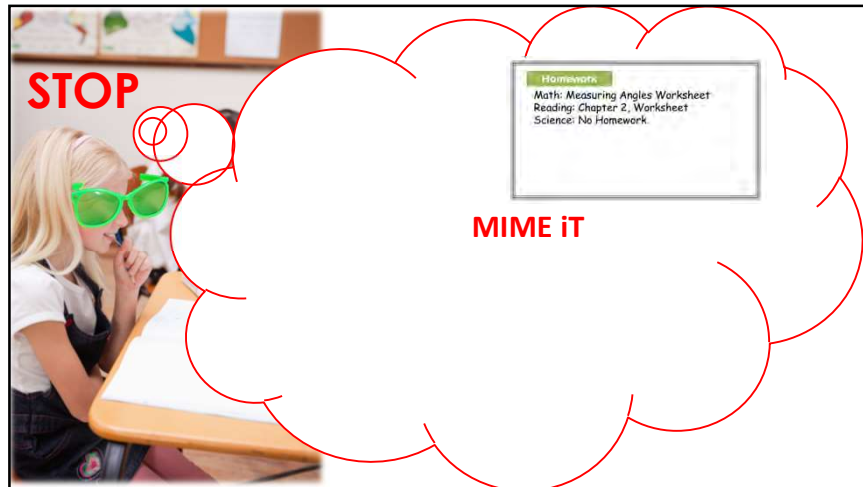 STOP
Homework
Math: Measuring Angles Worksheet
Reading: Chapter 2, Worksheet
Science: No Homework
MIME iT